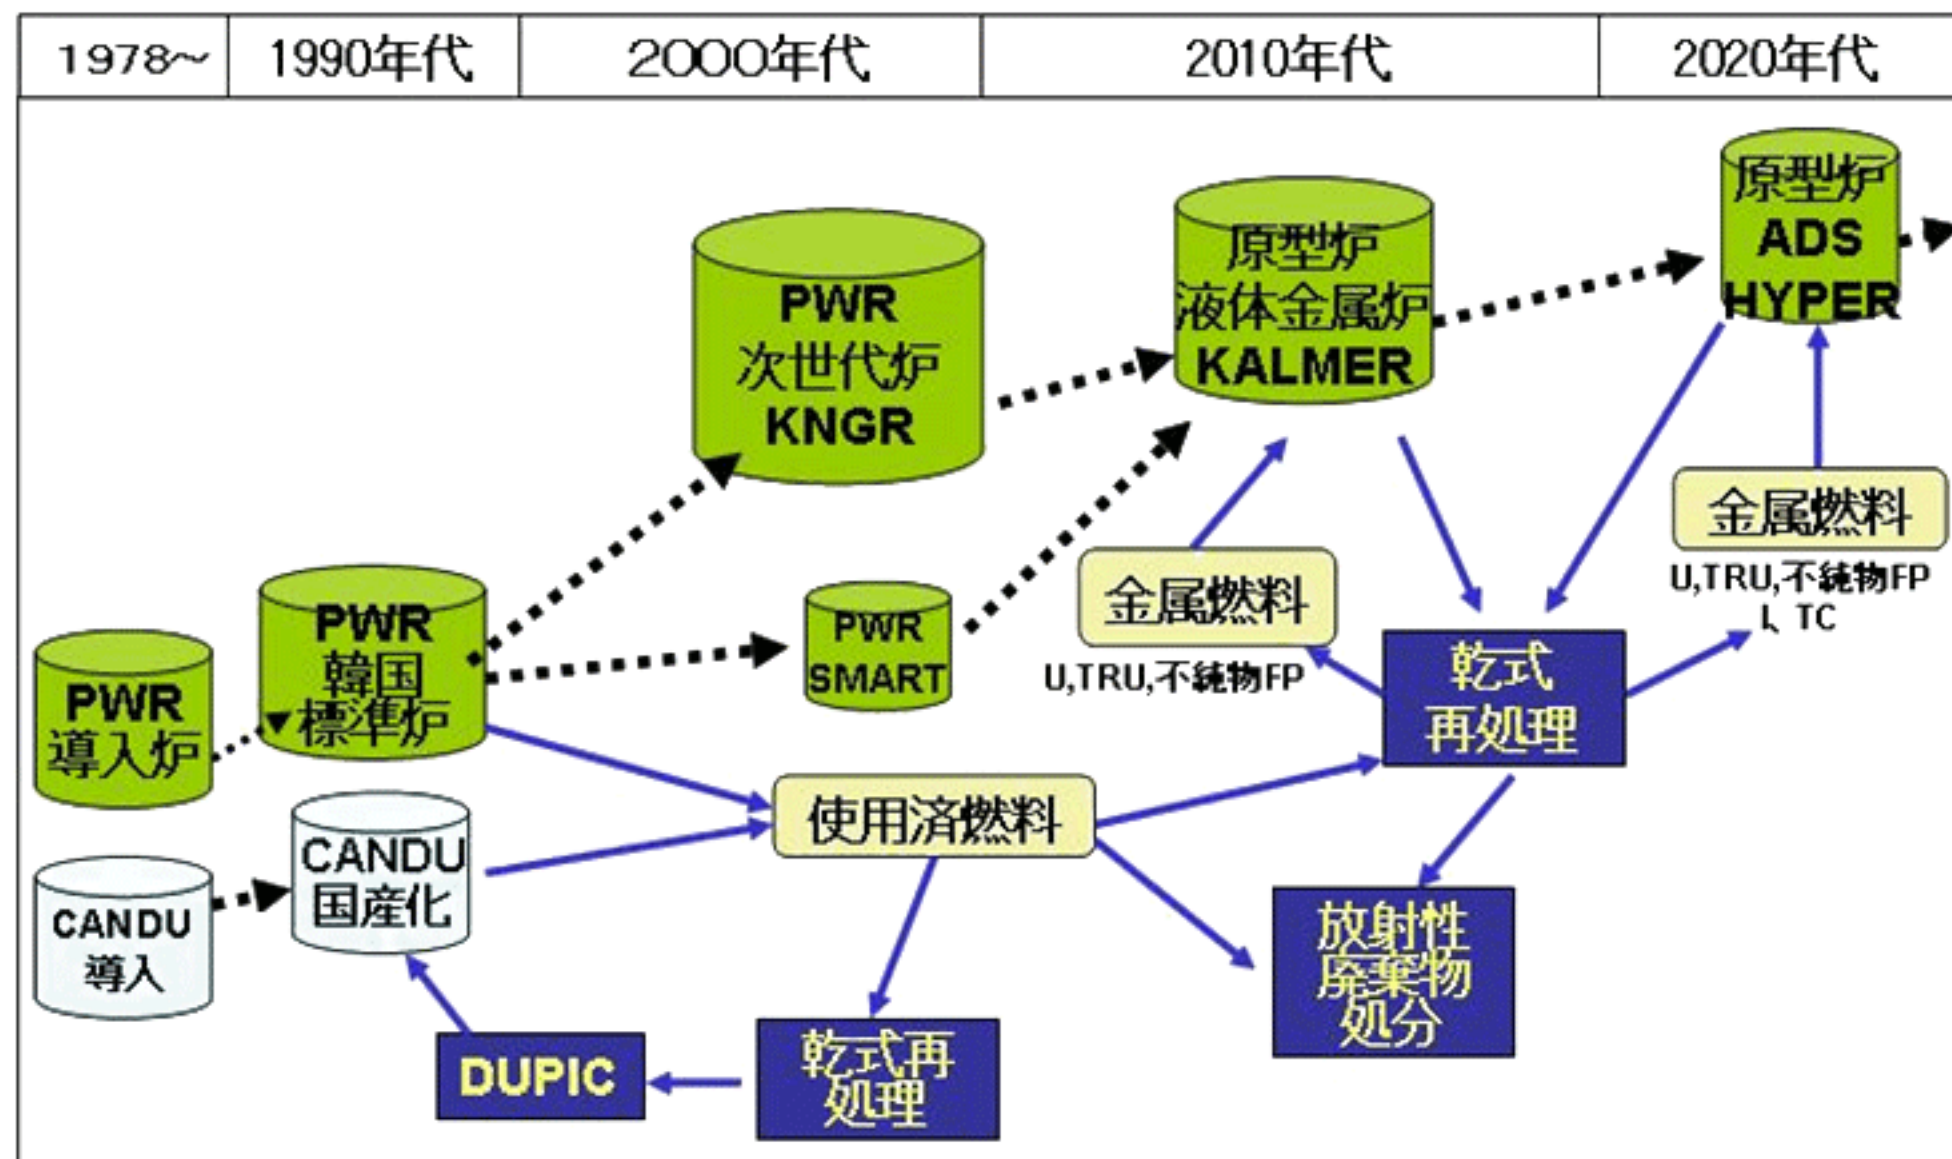 1978～
1990年代
2000年代
2010年代
2020年代
原型炉
ADS
HYPER
原型炉
液体金属炉
KALMER
PWR
次世代炉
KNGR
金属燃料
U,TRU,不純物FP
I、TC
金属燃料
U,TRU,不純物FP
PWR
SMART
PWR
韓国
標準炉
PWR
導入炉
乾式
再処理
使用済燃料
CANDU
国産化
CANDU
導入
放射性
廃棄物
処分
DUPIC
乾式再
処理